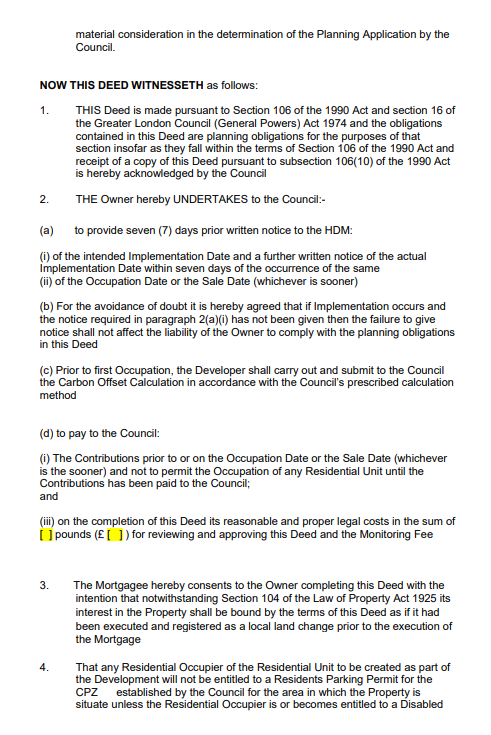 material consideration in the determination of the Planning Application by the
Council.
NOW THIS DEED WITNESSETH as follows:
1. THIS Deed is made pursuant to Section 106 of the 1990 Act and section 16 of
the Greater London Council (General Powers) Act 1974 and the obligations
contained in this Deed are planning obligations for the purposes of that
section insofar as they fall within the terms of Section 106 of the 1990 Act and
receipt of a copy of this Deed pursuant to subsection 106(10) of the 1990 Act
is hereby acknowledged by the Council
2. THE Owner hereby UNDERTAKES to the Council:-
(a) to provide seven (7) days prior written notice to the HDM:
(i) of the intended Implementation Date and a further written notice of the actual
Implementation Date within seven days of the occurrence of the same
(ii) of the Occupation Date or the Sale Date (whichever is sooner)
(b) For the avoidance of doubt it is hereby agreed that if Implementation occurs and
the notice required in paragraph 2(a)(i) has not been given then the failure to give
notice shall not affect the liability of the Owner to comply with the planning obligations
in this Deed
(c) Prior to first Occupation, the Developer shall carry out and submit to the Council
the Carbon Offset Calculation in accordance with the Council's prescribed calculation
method
(d) to pay to the Council:
(i) The Contributions prior to or on the Occupation Date or the Sale Date (whichever
is the sooner) and not to permit the Occupation of any Residential Unit until the
Contributions has been paid to the Council;
and
(iii) on the completion of this Deed its reasonable and proper legal costs in the sum of
[ ] pounds (£ [ ] ) for reviewing and approving this Deed and the Monitoring Fee
3. The Mortgagee hereby consents to the Owner completing this Deed with the
intention that notwithstanding Section 104 of the Law of Property Act 1925 its
interest in the Property shall be bound by the terms of this Deed as if it had
been executed and registered as a local land change prior to the execution of
the Mortgage
4. That any Residential Occupier of the Residential Unit to be created as part of
the Development will not be entitled to a Residents Parking Permit for the
CPZ established by the Council for the area in which the Property is
situate unless the Residential Occupier is or becomes entitled to a Disabled